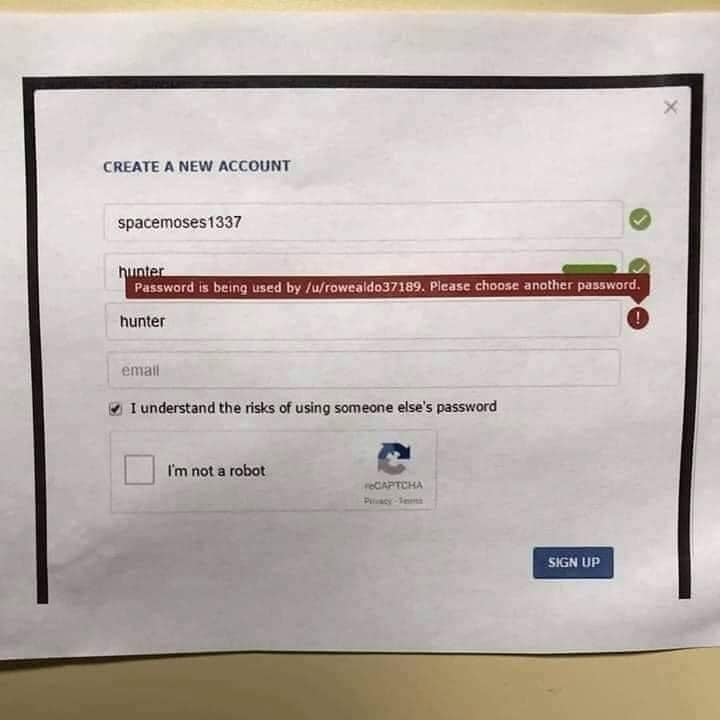 ×
CREATE A NEW ACCOUNT
spacemoses1337
hunter
Password is being used by /u/rowealdo37189. Please choose another password.
!
hunter
email
I understand the risks of using someone else's password
I'm not a robot
reCAPTCHA
Privacy - Terms
SIGN UP